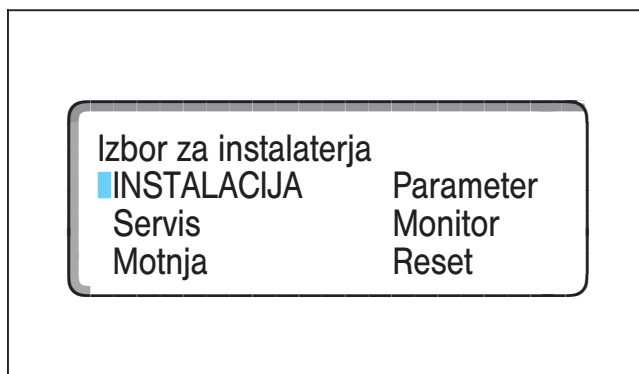 Izbor za instalaterja
INSTALACIJA Parameter
Servis Monitor
Motnja Reset